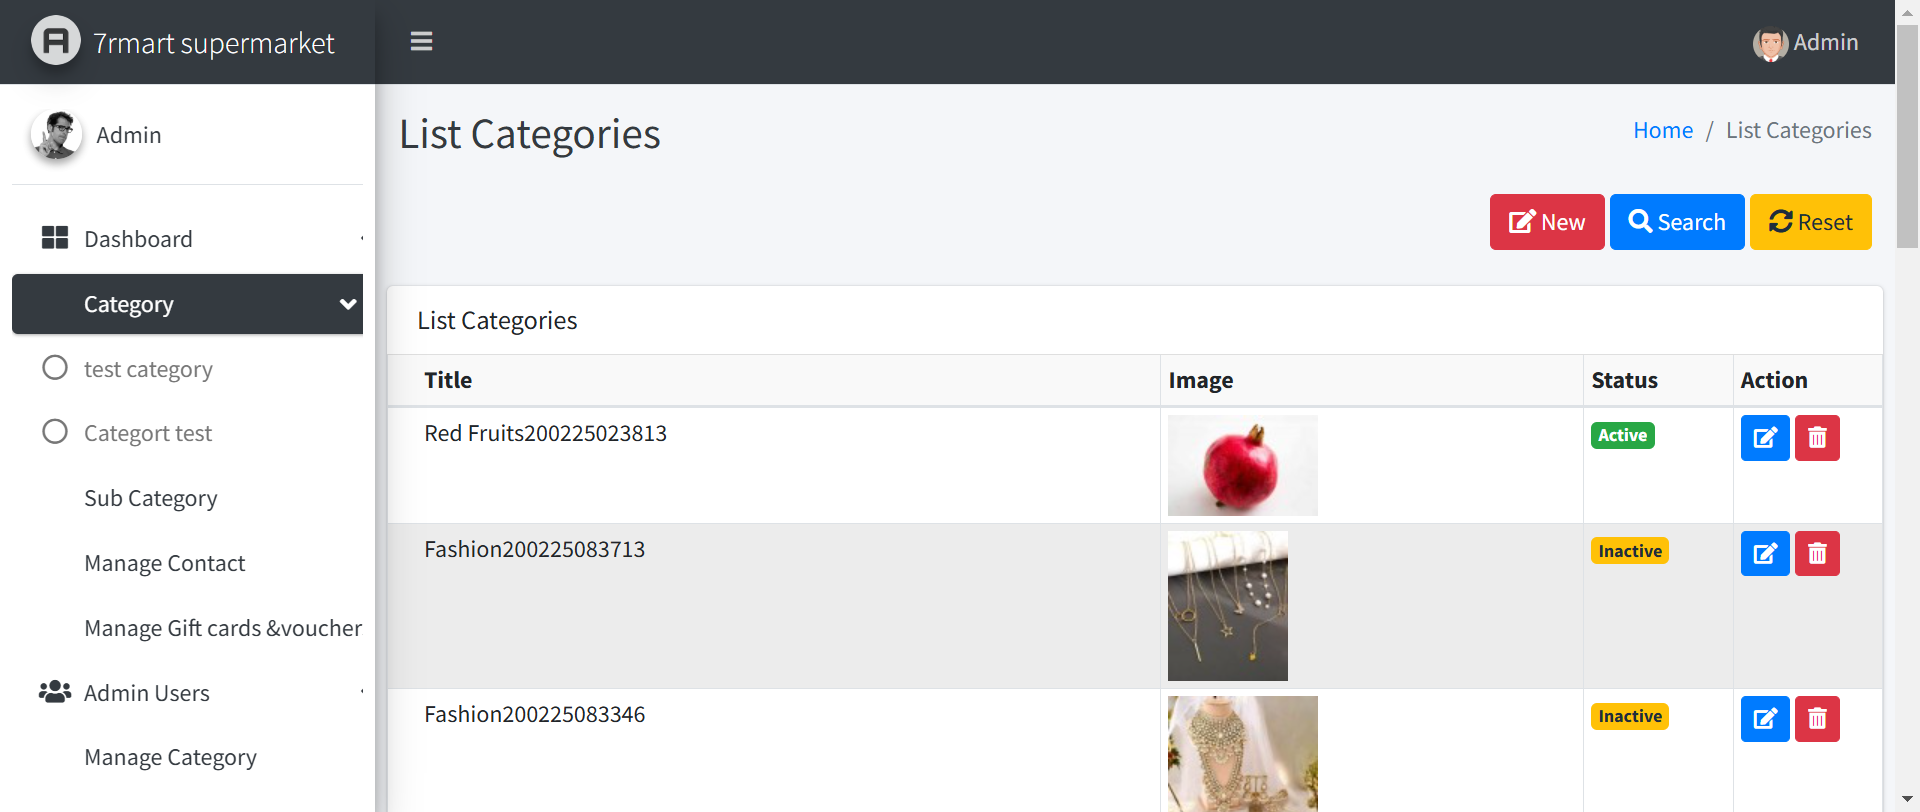 7rmart supermarket
Admin
Admin
List Categories
Home / List Categories
New
Search
Reset
Dashboard
Category
test category
Categort test
Sub Category
Manage Contact
Manage Gift cards &voucher
Admin Users
Manage Category
List Categories
Title Image Status Action
Red Fruits200225023813 Active
Fashion200225083713 Inactive
Fashion200225083346 Inactive